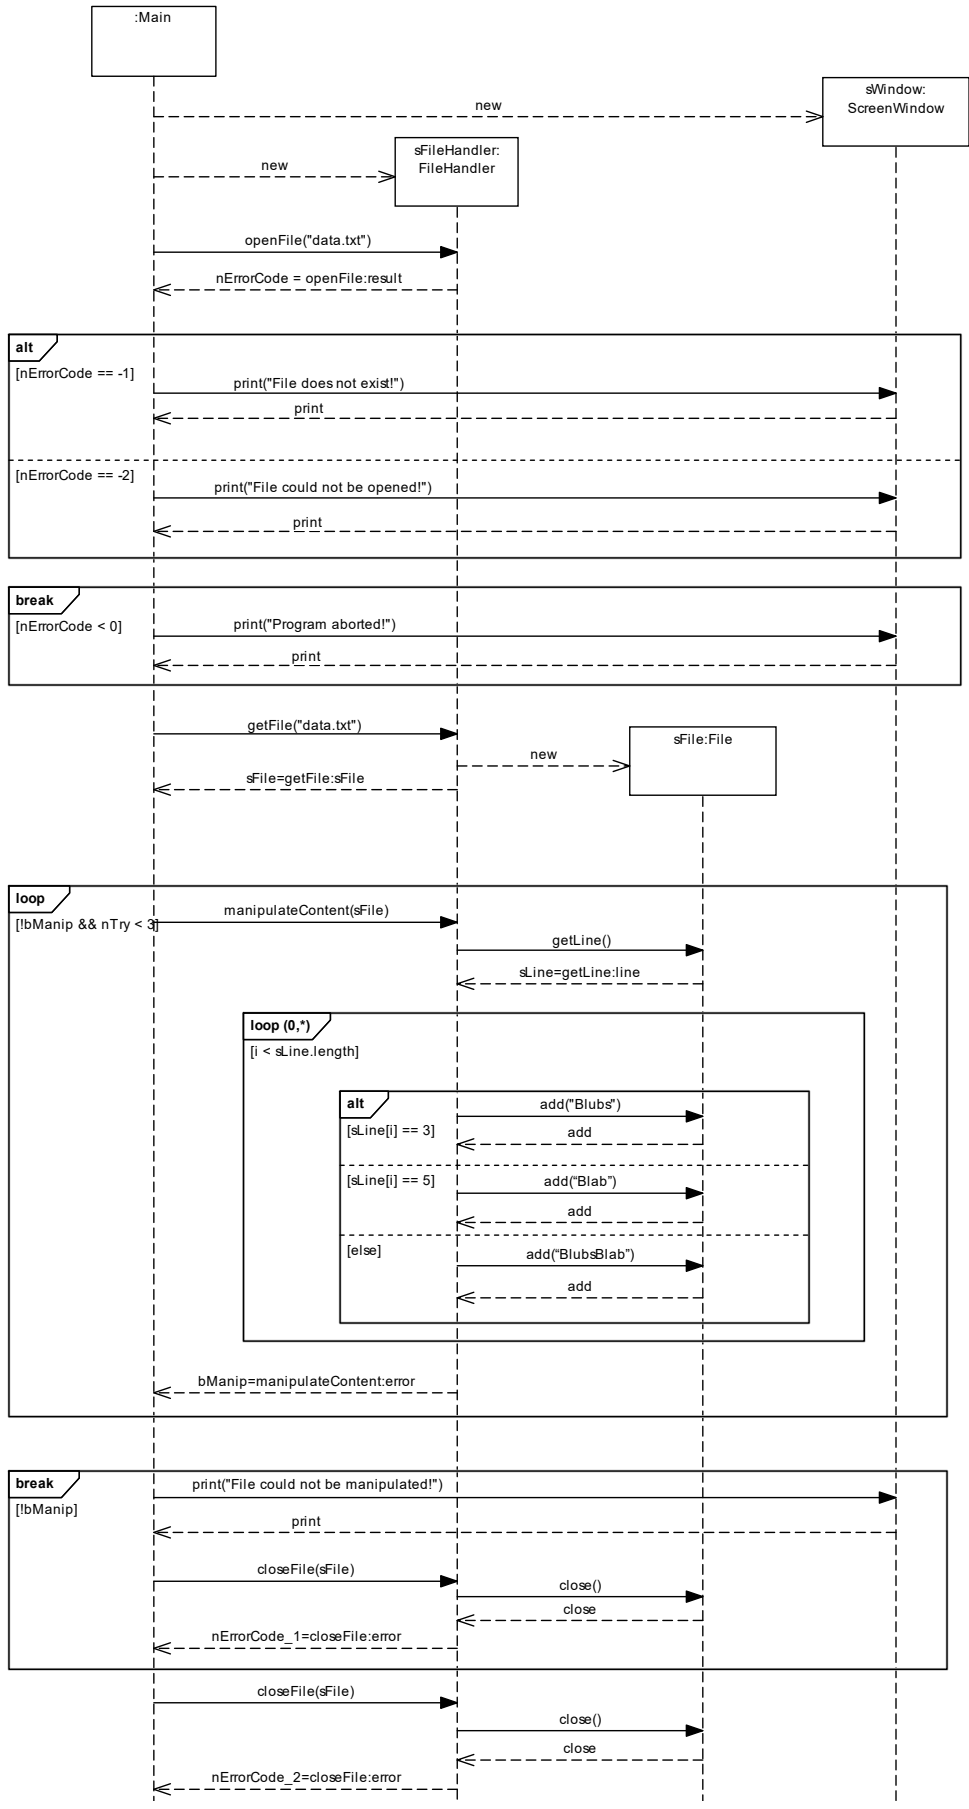 :Main
sWindow:
ScreenWindow
new
sFileHandler:
FileHandler
new
openFile("data.txt")
nErrorCode = openFile:result
alt
[nErrorCode == -1]
print("File does not exist!")
print
[nErrorCode == -2]
print("File could not be opened!")
print
break
[nErrorCode < 0]
print("Program aborted!")
print
getFile("data.txt")
sFile:File
new
sFile=getFile:sFile
loop
[!bManip && nTry < 3]
manipulateContent(sFile)
getLine()
sLine=getLine:line
loop (0,*)
[i < sLine.length]
alt
add("Blubs")
[sLine[i] == 3]
add
[sLine[i] == 5]
add(“Blab”)
add
[else]
add(“BlubsBlab”)
add
bManip=manipulateContent:error
break
print("File could not be manipulated!")
[!bManip]
print
closeFile(sFile)
close()
close
nErrorCode_1=closeFile:error
closeFile(sFile)
close()
close
nErrorCode_2=closeFile:error